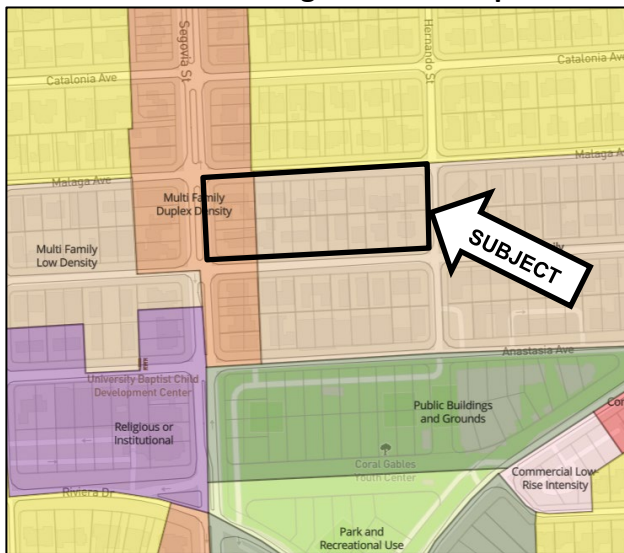 Segovia St
Hernando St
Catalonia Ave
Catalonia Ave
Malaga Ave
Malaga A
Multi Family
Duplex Density
Multi Family
Low Density
SUBJECT
Anastasia Ave
University Baptist Child
Development Center
Public Buildings
and Grounds
Religious or
Institutional
Coral Gables
Youth Center
Commercial Low-
Rise Intensity
Riviera Dr
Park and
Recreational Use